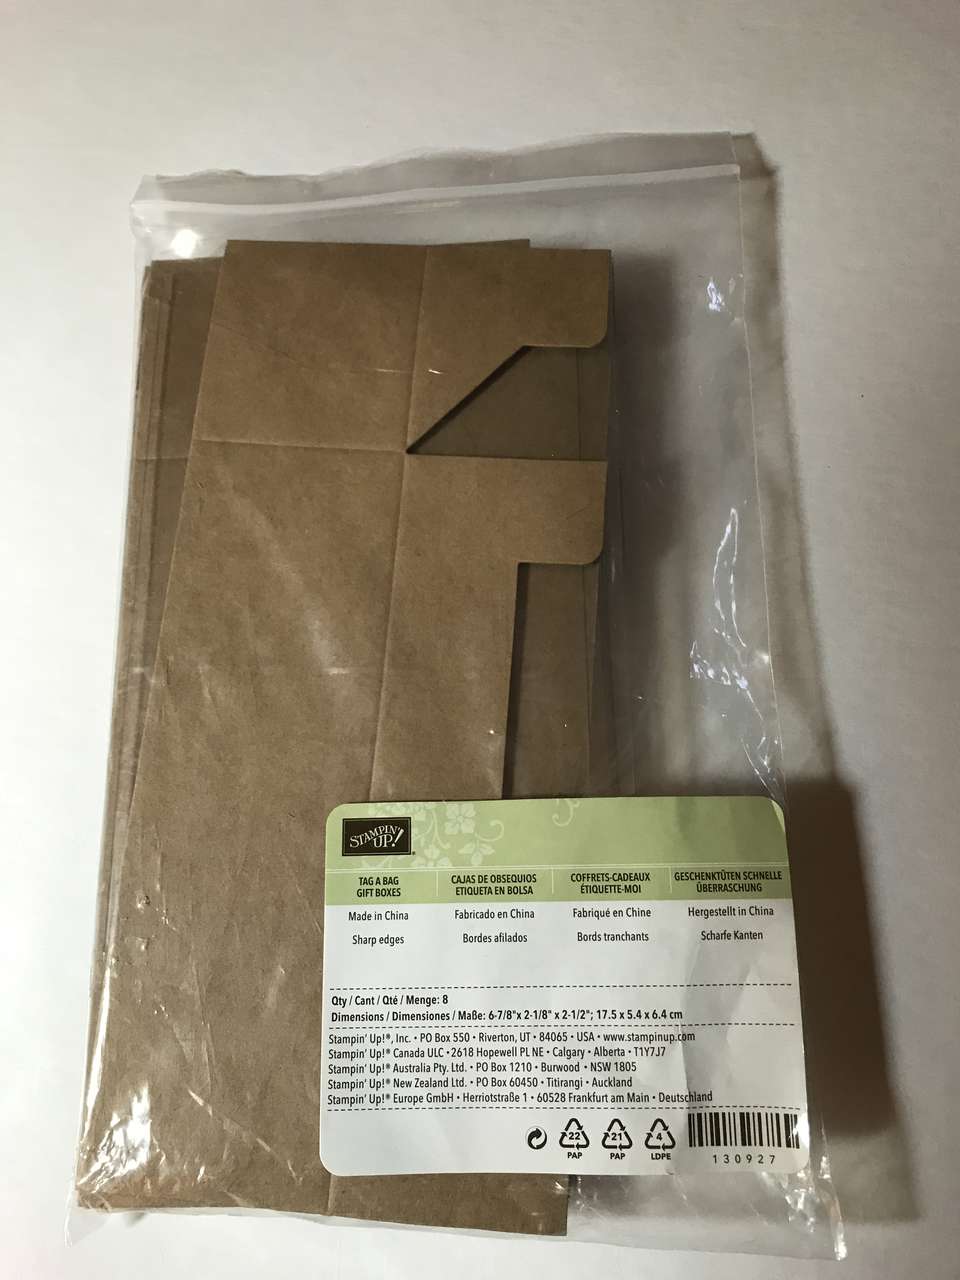 STAMPIN' UP!®
TAG A BAG GIFT BOXES
Made in China
Sharp edges
CAJAS DE OBSEQUIOS ETIQUETA EN BOLSA
Fabricado en China
Bordes afilados
COFFRETS-CADEAUX ÉTIQUETTE-MOI
Fabriqué en Chine
Bords tranchants
GESCHENKTÜTEN SCHNELLE ÜBERRASCHUNG
Hergestellt in China
Scharfe Kanten
Qty / Cant / Qté / Menge: 8
Dimensions / Dimensiones / Maße: 6-7/8"x 2-1/8" x 2-1/2"; 17.5 x 5.4 x 6.4 cm
Stampin' Up!®, Inc. • PO Box 550 • Riverton, UT • 84065 • USA • www.stampinup.com
Stampin' Up!® Canada ULC • 2618 Hopewell PL NE • Calgary • Alberta • T1Y7J7
Stampin' Up!® Australia Pty. Ltd. • PO Box 1210 • Burwood • NSW 1805
Stampin' Up!® New Zealand Ltd. • PO Box 60450 • Titirangi • Auckland
Stampin' Up!® Europe GmbH • Herriotstraße 1 • 60528 Frankfurt am Main • Deutschland
22 PAP
21 PAP
4 LDPE
130927